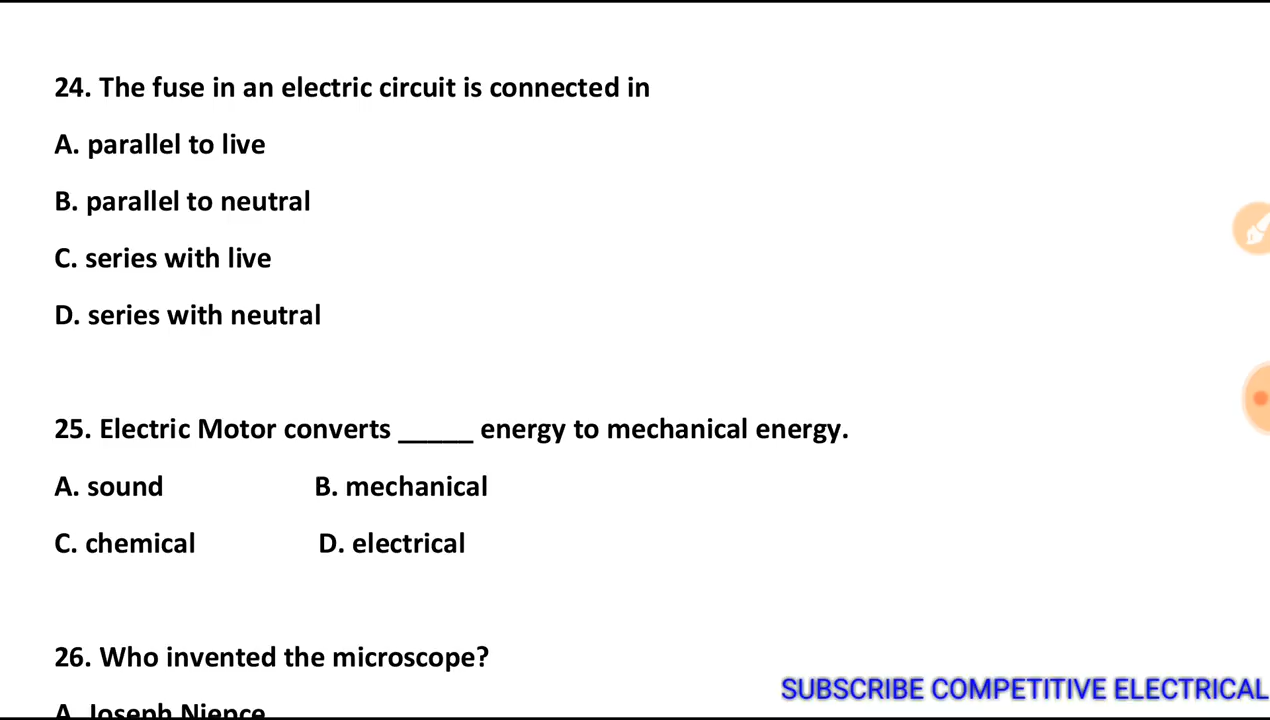 24. The fuse in an electric circuit is connected in
A. parallel to live
B. parallel to neutral
C. series with live
D. series with neutral
25. Electric Motor converts _____ energy to mechanical energy.
A. sound B. mechanical
C. chemical D. electrical
26. Who invented the microscope?
SUBSCRIBE COMPETITIVE ELECTRICAL
A. Joseph Niepce